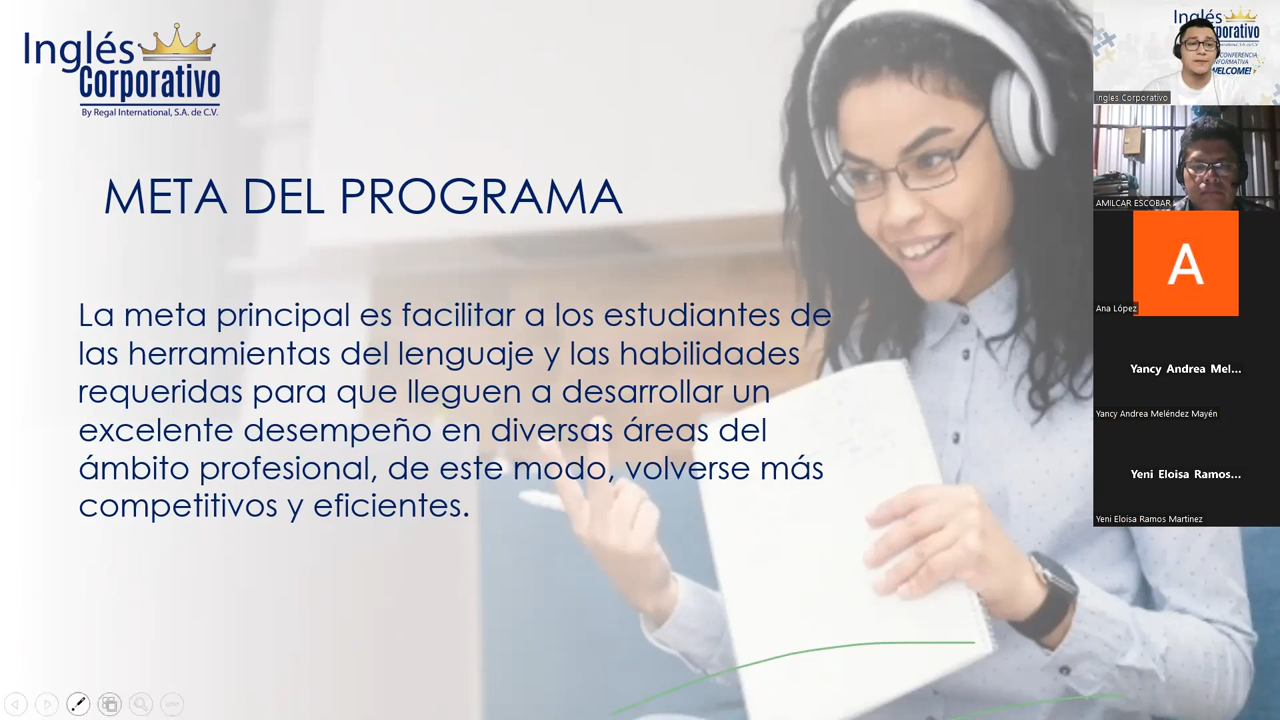 Inglés
Corporativo
By Regal International, S.A. de C.V.
META DEL PROGRAMA
La meta principal es facilitar a los estudiantes de
las herramientas del lenguaje y las habilidades
requeridas para que lleguen a desarrollar un
excelente desempeño en diversas áreas del
ámbito profesional, de este modo, volverse más
competitivos y eficientes.
Inglés
WELCOME!
Ingles Corporativo
AMILCAR ESCOBAR
A
Ana López
Yancy Andrea Mel...
Yancy Andrea Meléndez Mayén
Yeni Eloisa Ramos...
Yeni Eloisa Ramos Martinez